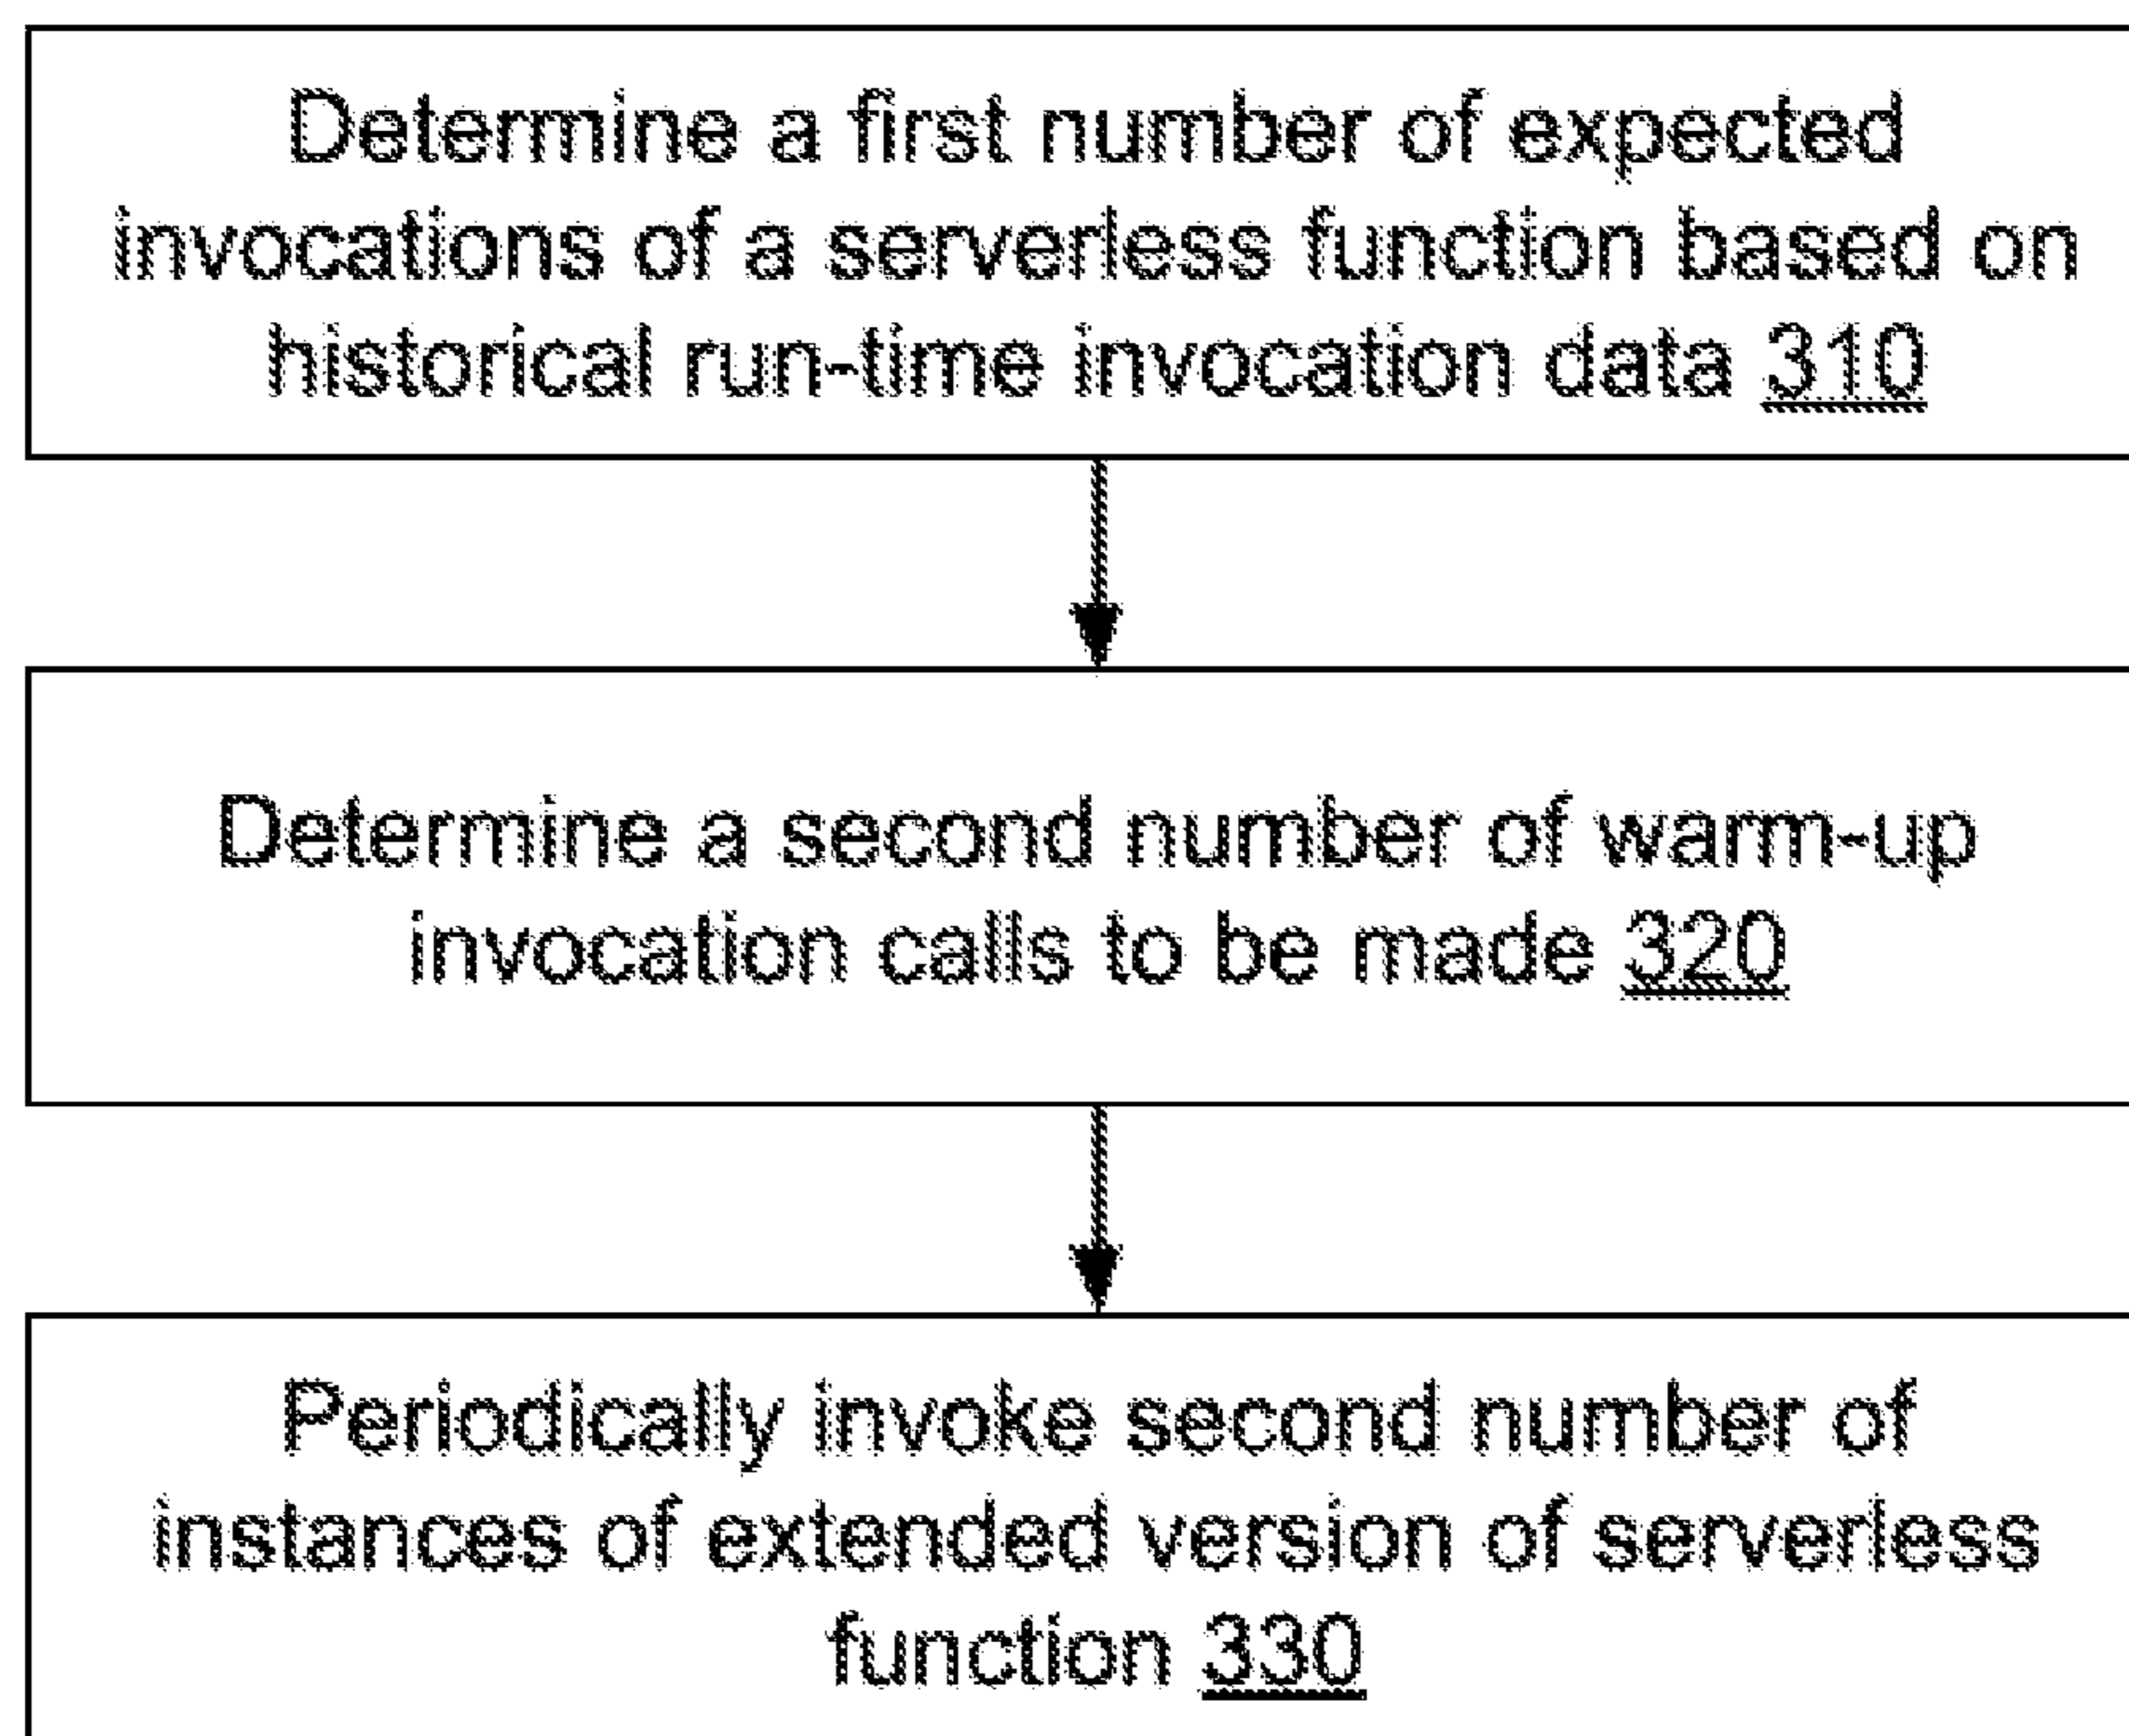 Determine a first number of expected
invocations of a serverless function based on
historical run-time invocation data 310
Determine a second number of warm-up
invocation calls to be made 320
Periodically invoke second number of
instances of extended version of serverless
function 330